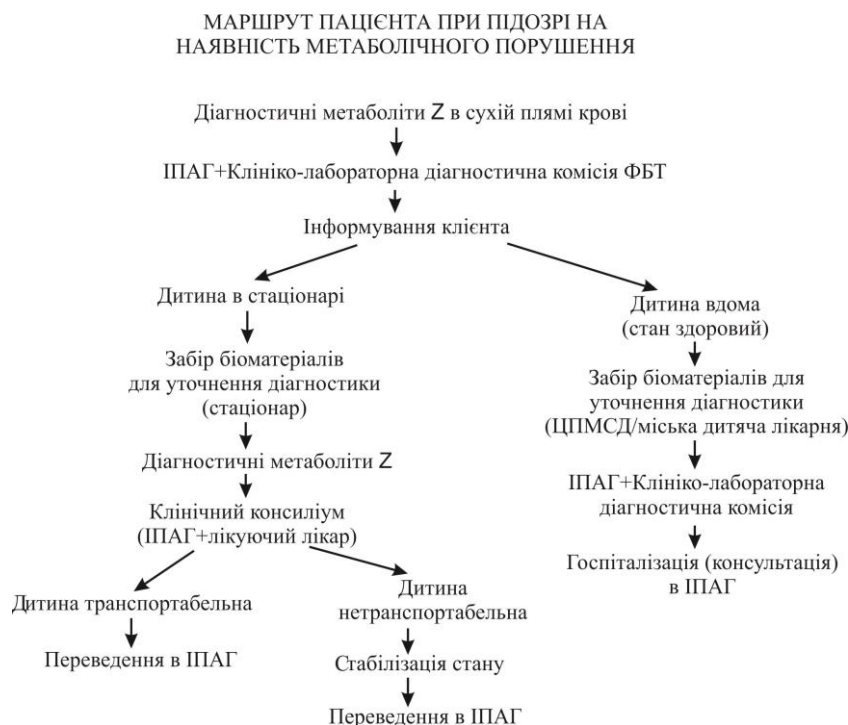 МАРШРУТ ПАЦІЄНТА ПРИ ПІДОЗРІ НА
НАЯВНІСТЬ МЕТАБОЛІЧНОГО ПОРУШЕННЯ
Діагностичні метаболіти Z в сухій плямі крові
ІПАГ+Клініко-лабораторна діагностична комісія ФБТ
Інформування клієнта
Дитина в стаціонарі
Забір біоматеріалів
для уточнення діагностики
(стаціонар)
Діагностичні метаболіти Z
Клінічний консиліум
(ІПАГ+лікуючий лікар)
Дитина транспортабельна
Переведення в ІПАГ
Дитина
нетранспортабельна
Стабілізація стану
Переведення в ІПАГ
Дитина вдома
(стан здоровий)
Забір біоматеріалів для
уточнення діагностики
(ЦПМСД/міська дитяча лікарня)
ІПАГ+Клініко-лабораторна
діагностична комісія
Госпіталізація (консультація)
в ІПАГ